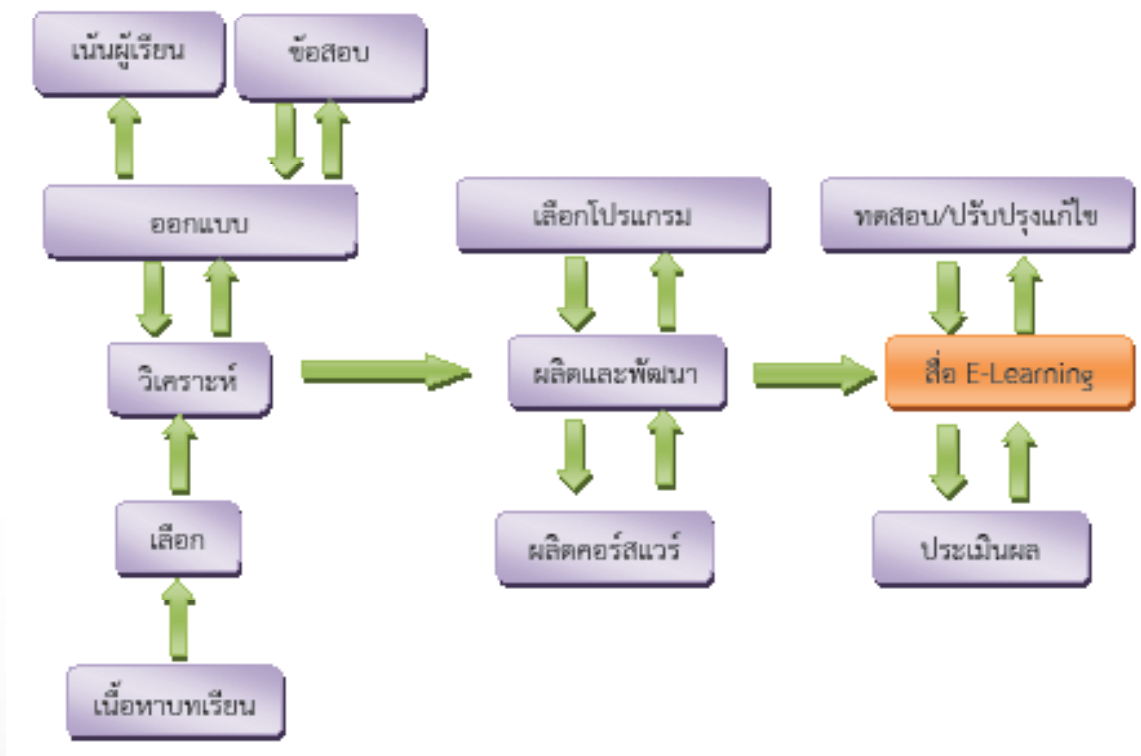 เน้นผู้เรียน
ข้อสอบ
ออกแบบ
เลือกโปรแกรม
ทดสอบ/ปรับปรุงแก้ไข
วิเคราะห์
ผลิตและพัฒนา
สื่อ E-Learning
เลือก
ผลิตคอร์สแวร์
ประเมินผล
เนื้อหาบทเรียน